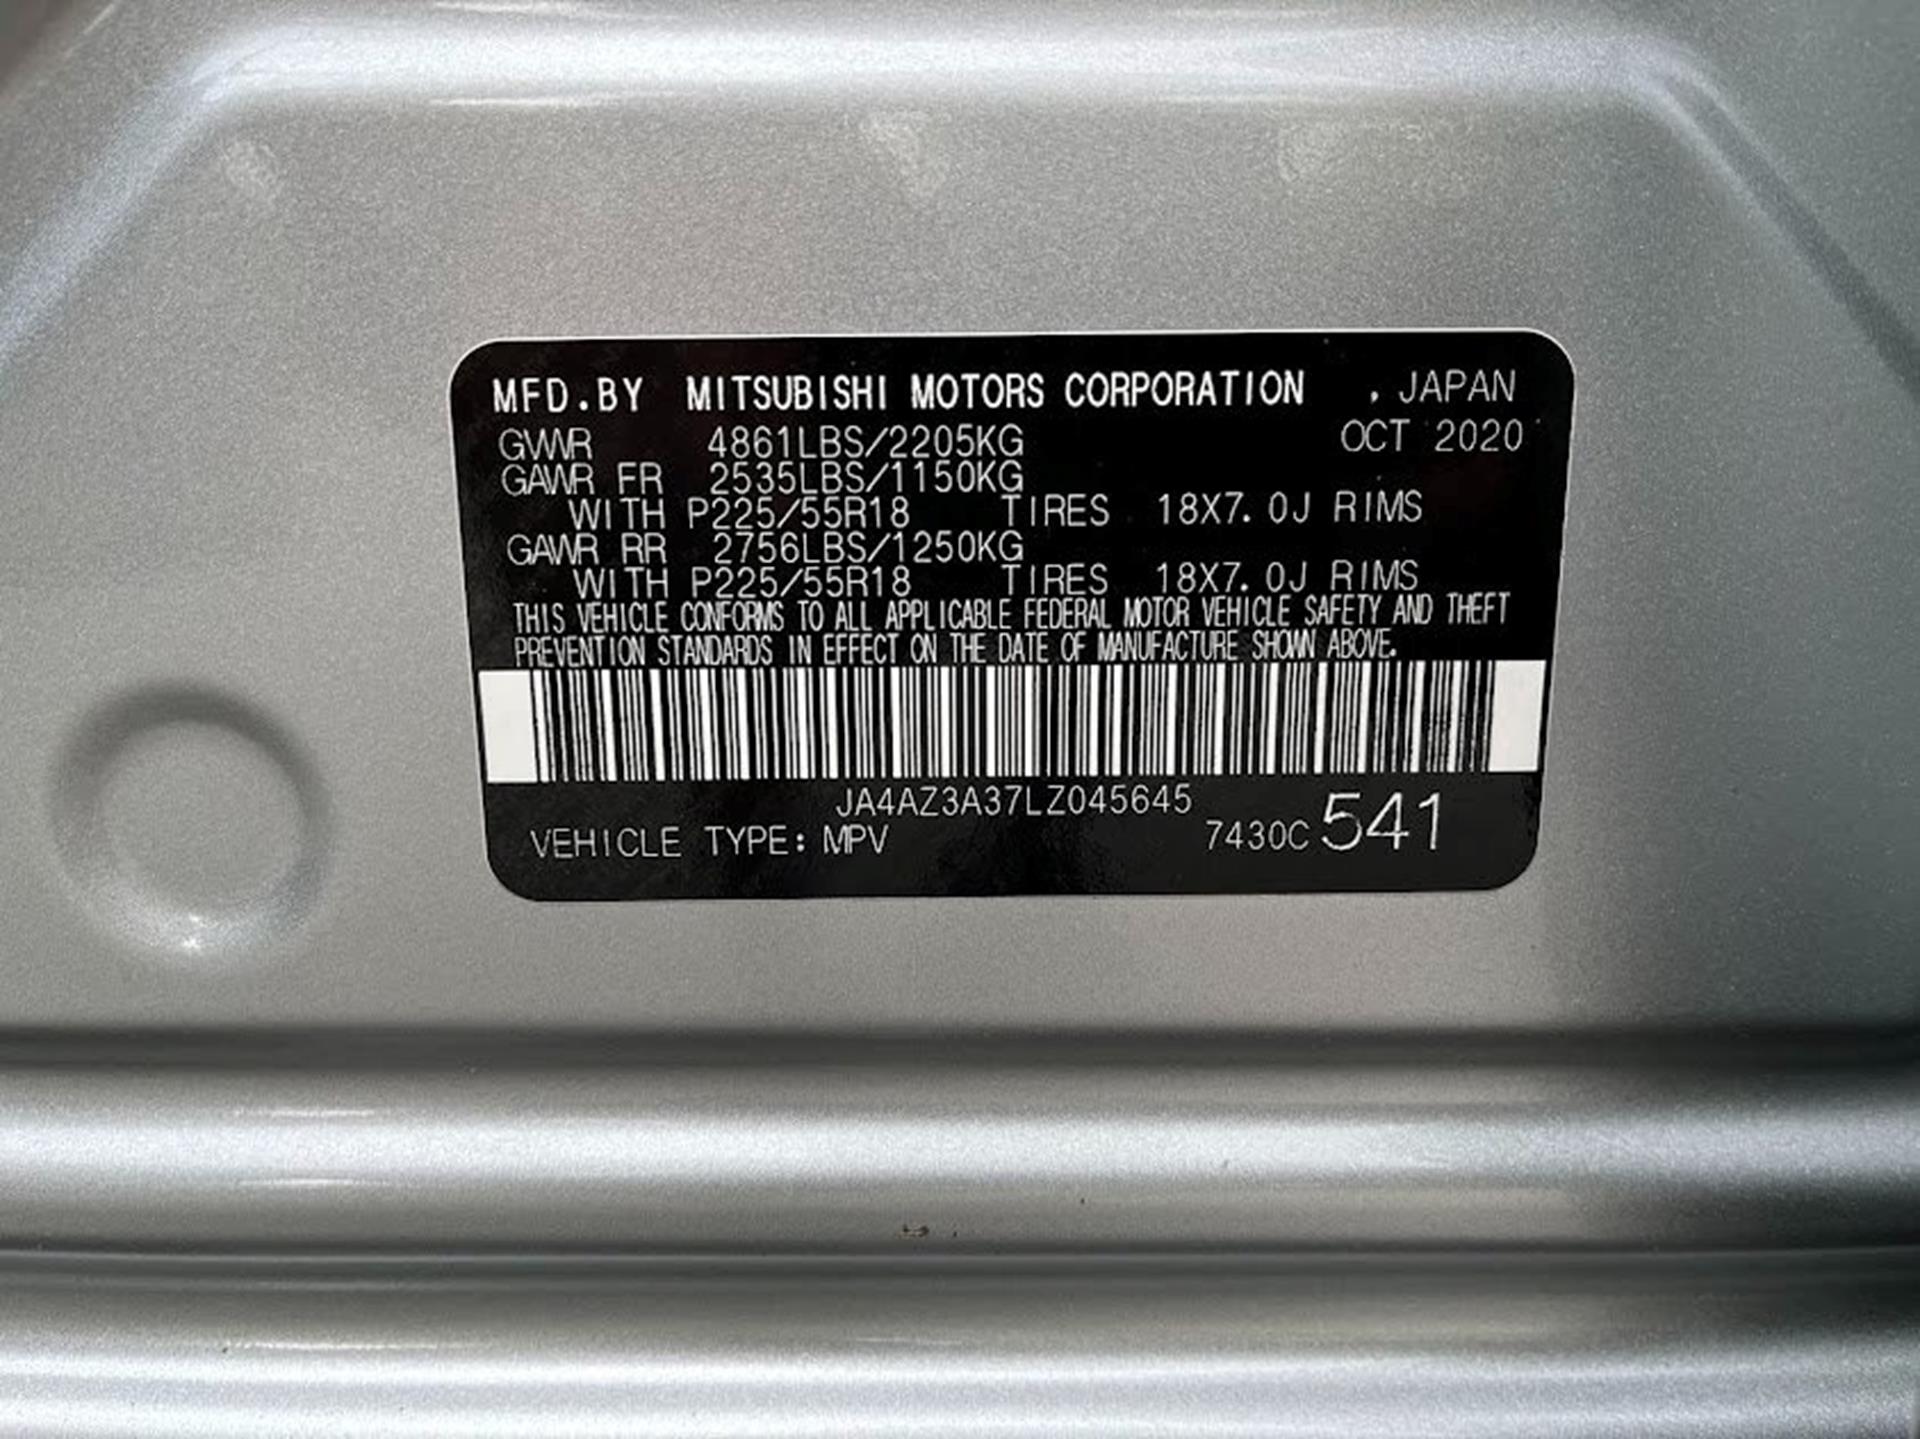 MFD.BY MITSUBISHI MOTORS CORPORATION , JAPAN
GVWR 4861LBS/2205KG OCT 2020
GAWR FR 2535LBS/1150KG
WITH P225/55R18 TIRES 18X7.0J RIMS
GAWR RR 2756LBS/1250KG
WITH P225/55R18 TIRES 18X7.0J RIMS
THIS VEHICLE CONFORMS TO ALL APPLICABLE FEDERAL MOTOR VEHICLE SAFETY AND THEFT
PREVENTION STANDARDS IN EFFECT ON THE DATE OF MANUFACTURE SHOWN ABOVE.
JA4AZ3A37LZ045645
VEHICLE TYPE: MPV 7430C 541